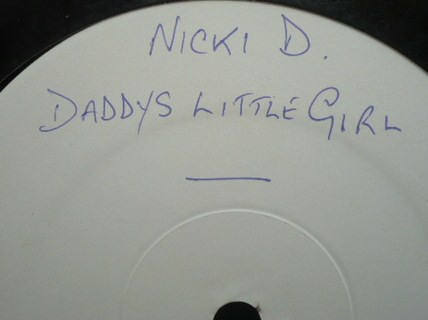 NICKI D.
DADDYS LITTLE GIRL